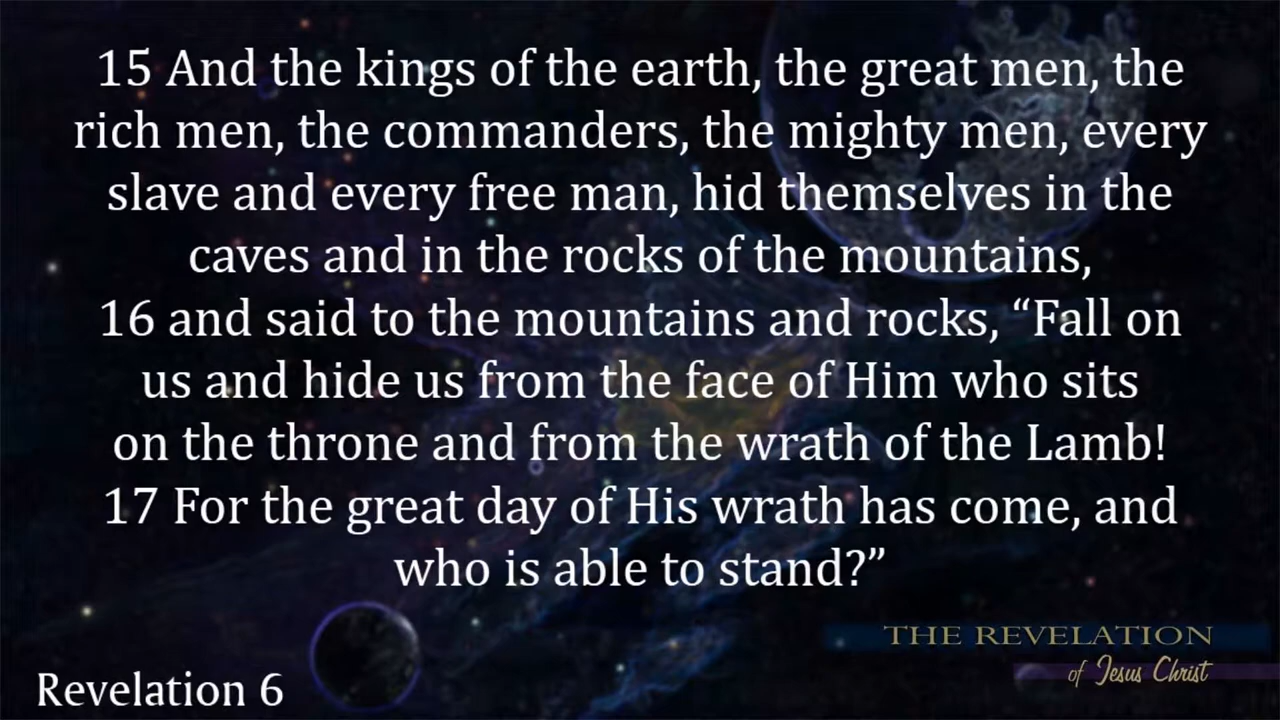 15 And the kings of the earth, the great men, the
rich men, the commanders, the mighty men, every
slave and every free man, hid themselves in the
caves and in the rocks of the mountains,
16 and said to the mountains and rocks, “Fall on
us and hide us from the face of Him who sits
on the throne and from the wrath of the Lamb!
17 For the great day of His wrath has come, and
who is able to stand?”
THE REVELATION
of Jesus Christ
Revelation 6